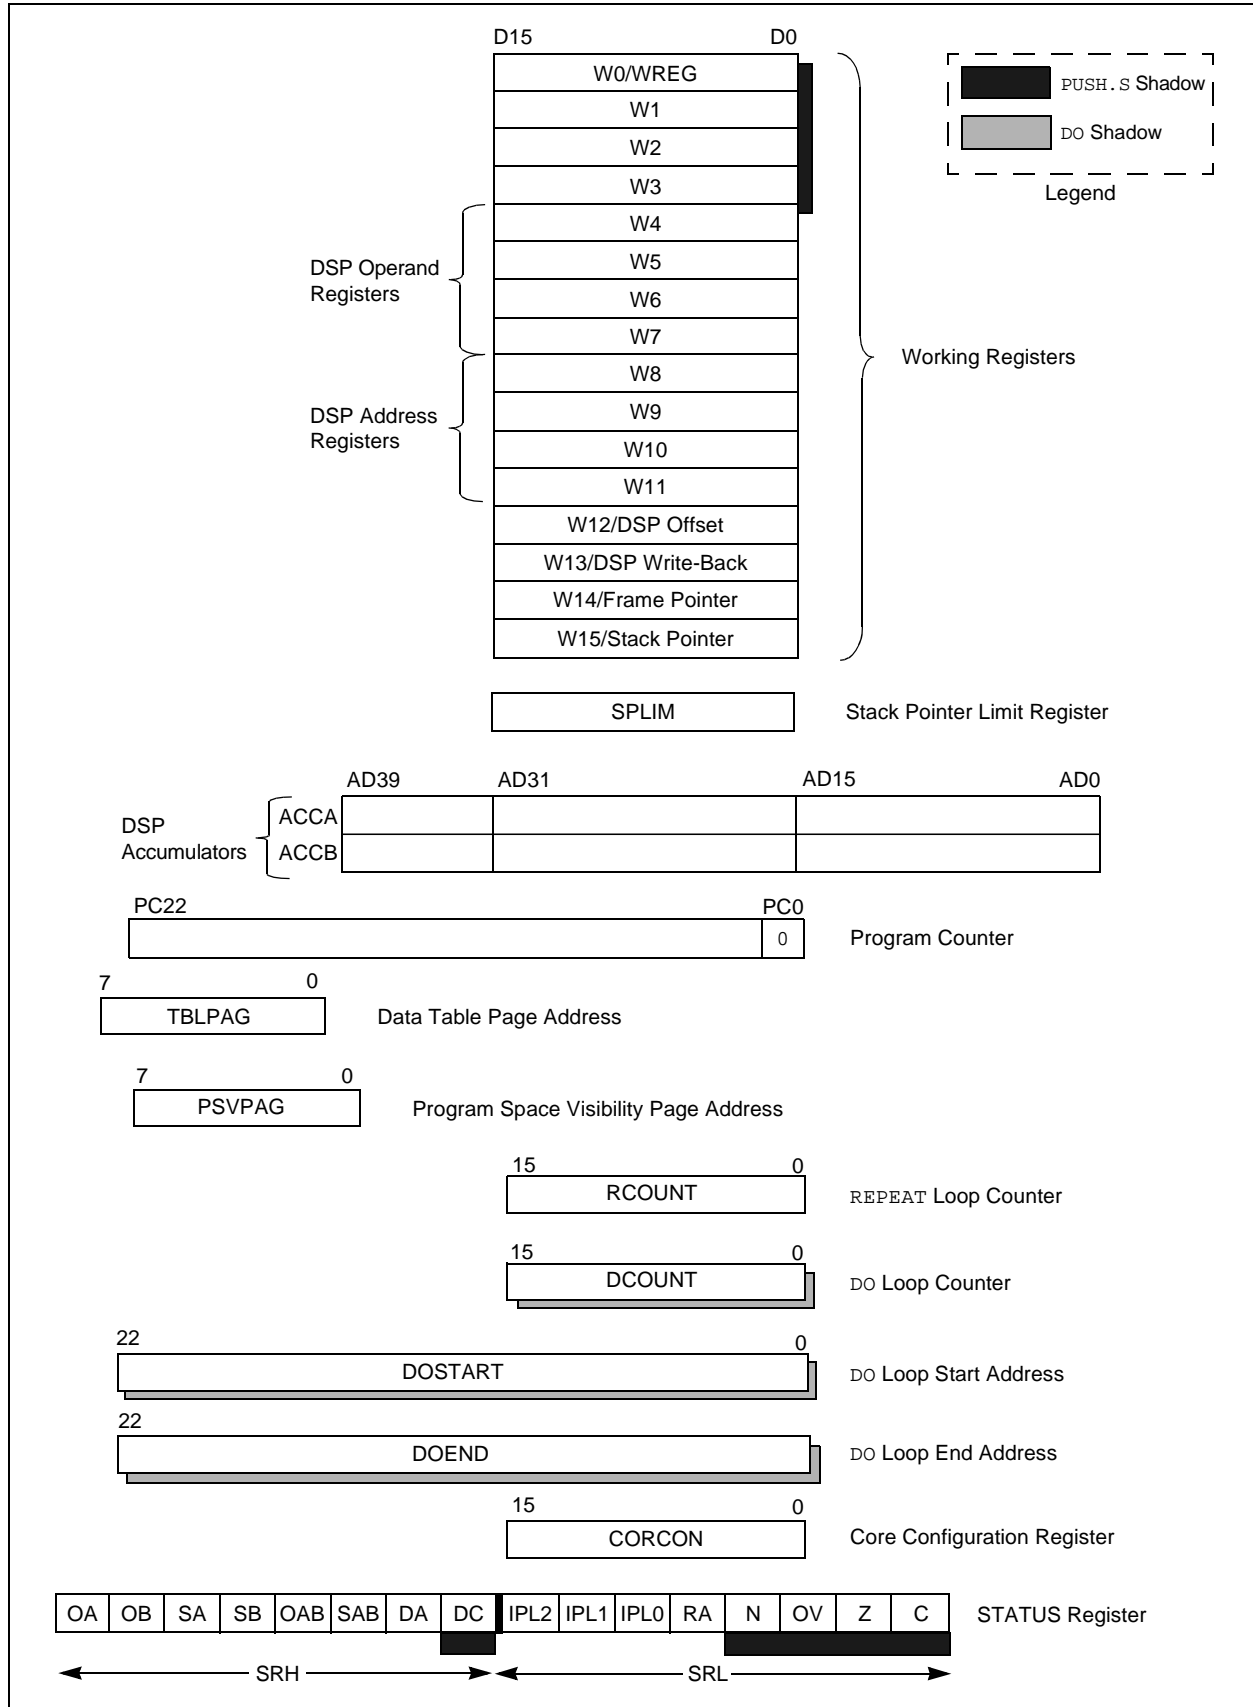 D15 D0
W0/WREG
W1
W2
W3
W4
W5
W6
W7
W8
W9
W10
W11
W12/DSP Offset
W13/DSP Write-Back
W14/Frame Pointer
W15/Stack Pointer
PUSH.S Shadow
DO Shadow
Legend
DSP Operand
Registers
DSP Address
Registers
Working Registers
SPLIM Stack Pointer Limit Register
AD39 AD31 AD15 AD0
DSP
Accumulators
ACCA
ACCB
PC22 PC0
0 Program Counter
7 0
TBLPAG Data Table Page Address
7 0
PSVPAG Program Space Visibility Page Address
15 0
RCOUNT REPEAT Loop Counter
15 0
DCOUNT DO Loop Counter
22 0
DOSTART DO Loop Start Address
22
DOEND DO Loop End Address
15 0
CORCON Core Configuration Register
OA OB SA SB OAB SAB DA DC IPL2 IPL1 IPL0 RA N OV Z C STATUS Register
SRH SRL